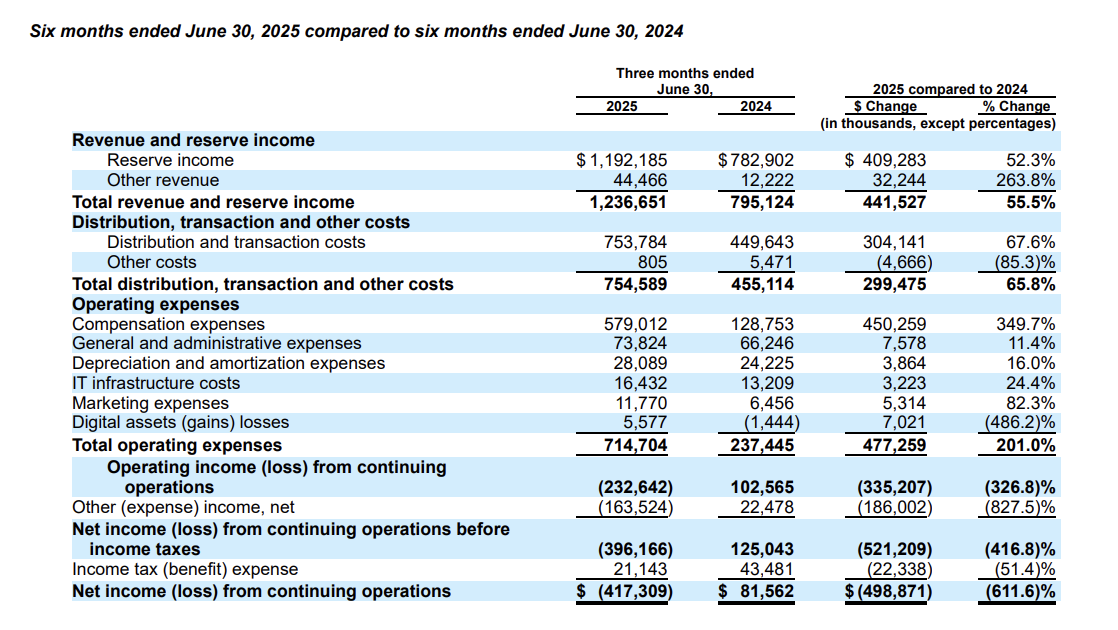 Six months ended June 30, 2025 compared to six months ended June 30, 2024
Three months ended
June 30,
2025 compared to 2024
2025 2024 $ Change % Change
(in thousands, except percentages)
Revenue and reserve income
Reserve income $ 1,192,185 $ 782,902 $ 409,283 52.3%
Other revenue 44,466 12,222 32,244 263.8%
Total revenue and reserve income 1,236,651 795,124 441,527 55.5%
Distribution, transaction and other costs
Distribution and transaction costs 753,784 449,643 304,141 67.6%
Other costs 805 5,471 (4,666) (85.3)%
Total distribution, transaction and other costs 754,589 455,114 299,475 65.8%
Operating expenses
Compensation expenses 579,012 128,753 450,259 349.7%
General and administrative expenses 73,824 66,246 7,578 11.4%
Depreciation and amortization expenses 28,089 24,225 3,864 16.0%
IT infrastructure costs 16,432 13,209 3,223 24.4%
Marketing expenses 11,770 6,456 5,314 82.3%
Digital assets (gains) losses 5,577 (1,444) 7,021 (486.2)%
Total operating expenses 714,704 237,445 477,259 201.0%
Operating income (loss) from continuing
operations (232,642) 102,565 (335,207) (326.8)%
Other (expense) income, net (163,524) 22,478 (186,002) (827.5)%
Net income (loss) from continuing operations before
income taxes (396,166) 125,043 (521,209) (416.8)%
Income tax (benefit) expense 21,143 43,481 (22,338) (51.4)%
Net income (loss) from continuing operations $ (417,309) $ 81,562 $ (498,871) (611.6)%